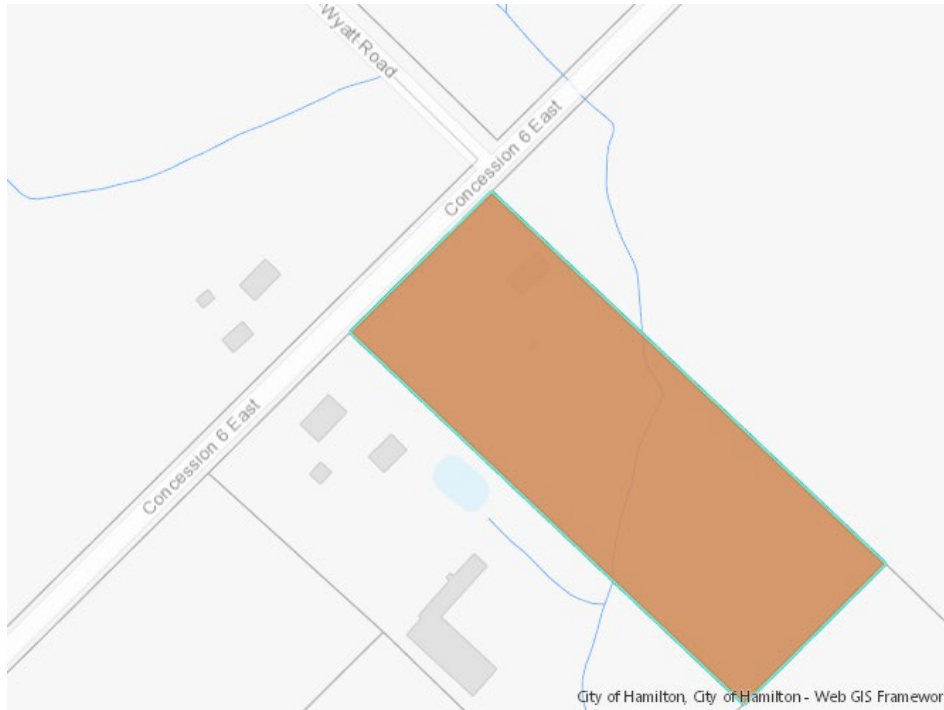 Wyatt Road
Concession 6 East
Concession 6 East
City of Hamilton, City of Hamilton - Web GIS Framewor